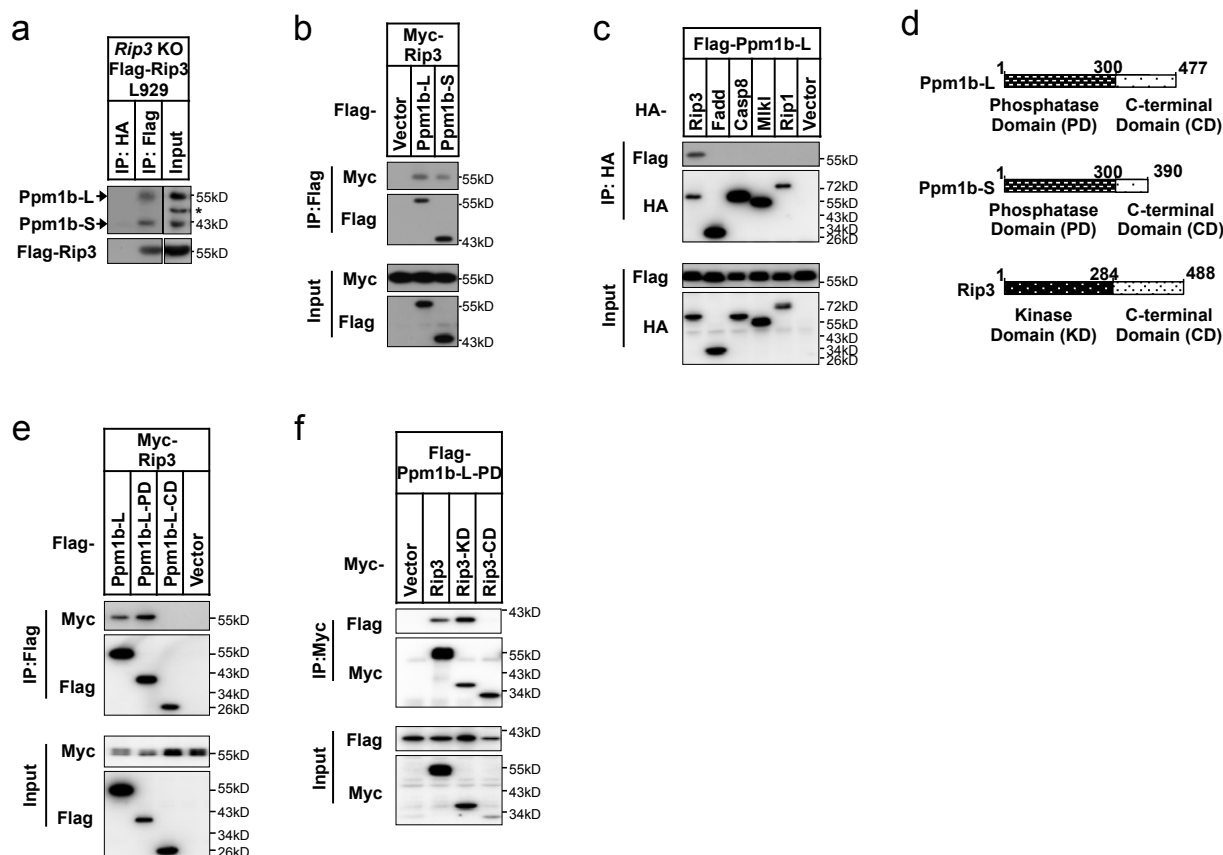 a
Rip3 KO
Flag-Rip3
L929
IP: HA
IP: Flag
Input
Ppm1b-L
55kD
*
Ppm1b-S
43kD
Flag-Rip3
55kD
b
Myc-
Rip3
Flag-
Vector
Ppm1b-L
Ppm1b-S
IP:Flag
Myc
55kD
Flag
55kD
43kD
Input
Myc
55kD
Flag
55kD
43kD
c
Flag-Ppm1b-L
HA-
Rip3
Fadd
Casp8
Mlkl
Rip1
Vector
IP: HA
Flag
55kD
HA
72kD
55kD
43kD
34kD
26kD
Input
Flag
55kD
HA
72kD
55kD
43kD
34kD
26kD
d
1 300 477
Ppm1b-L
Phosphatase C-terminal
Domain (PD) Domain (CD)
1 300 390
Ppm1b-S
Phosphatase C-terminal
Domain (PD) Domain (CD)
1 284 488
Rip3
Kinase C-terminal
Domain (KD) Domain (CD)
e
Myc-
Rip3
Flag-
Ppm1b-L
Ppm1b-L-PD
Ppm1b-L-CD
Vector
IP:Flag
Myc
55kD
Flag
55kD
43kD
34kD
26kD
Input
Myc
55kD
Flag
55kD
43kD
34kD
26kD
f
Flag-
Ppm1b-L-PD
Myc-
Vector
Rip3
Rip3-KD
Rip3-CD
IP:Myc
Flag
43kD
Myc
55kD
43kD
34kD
Input
Flag
43kD
Myc
55kD
43kD
34kD